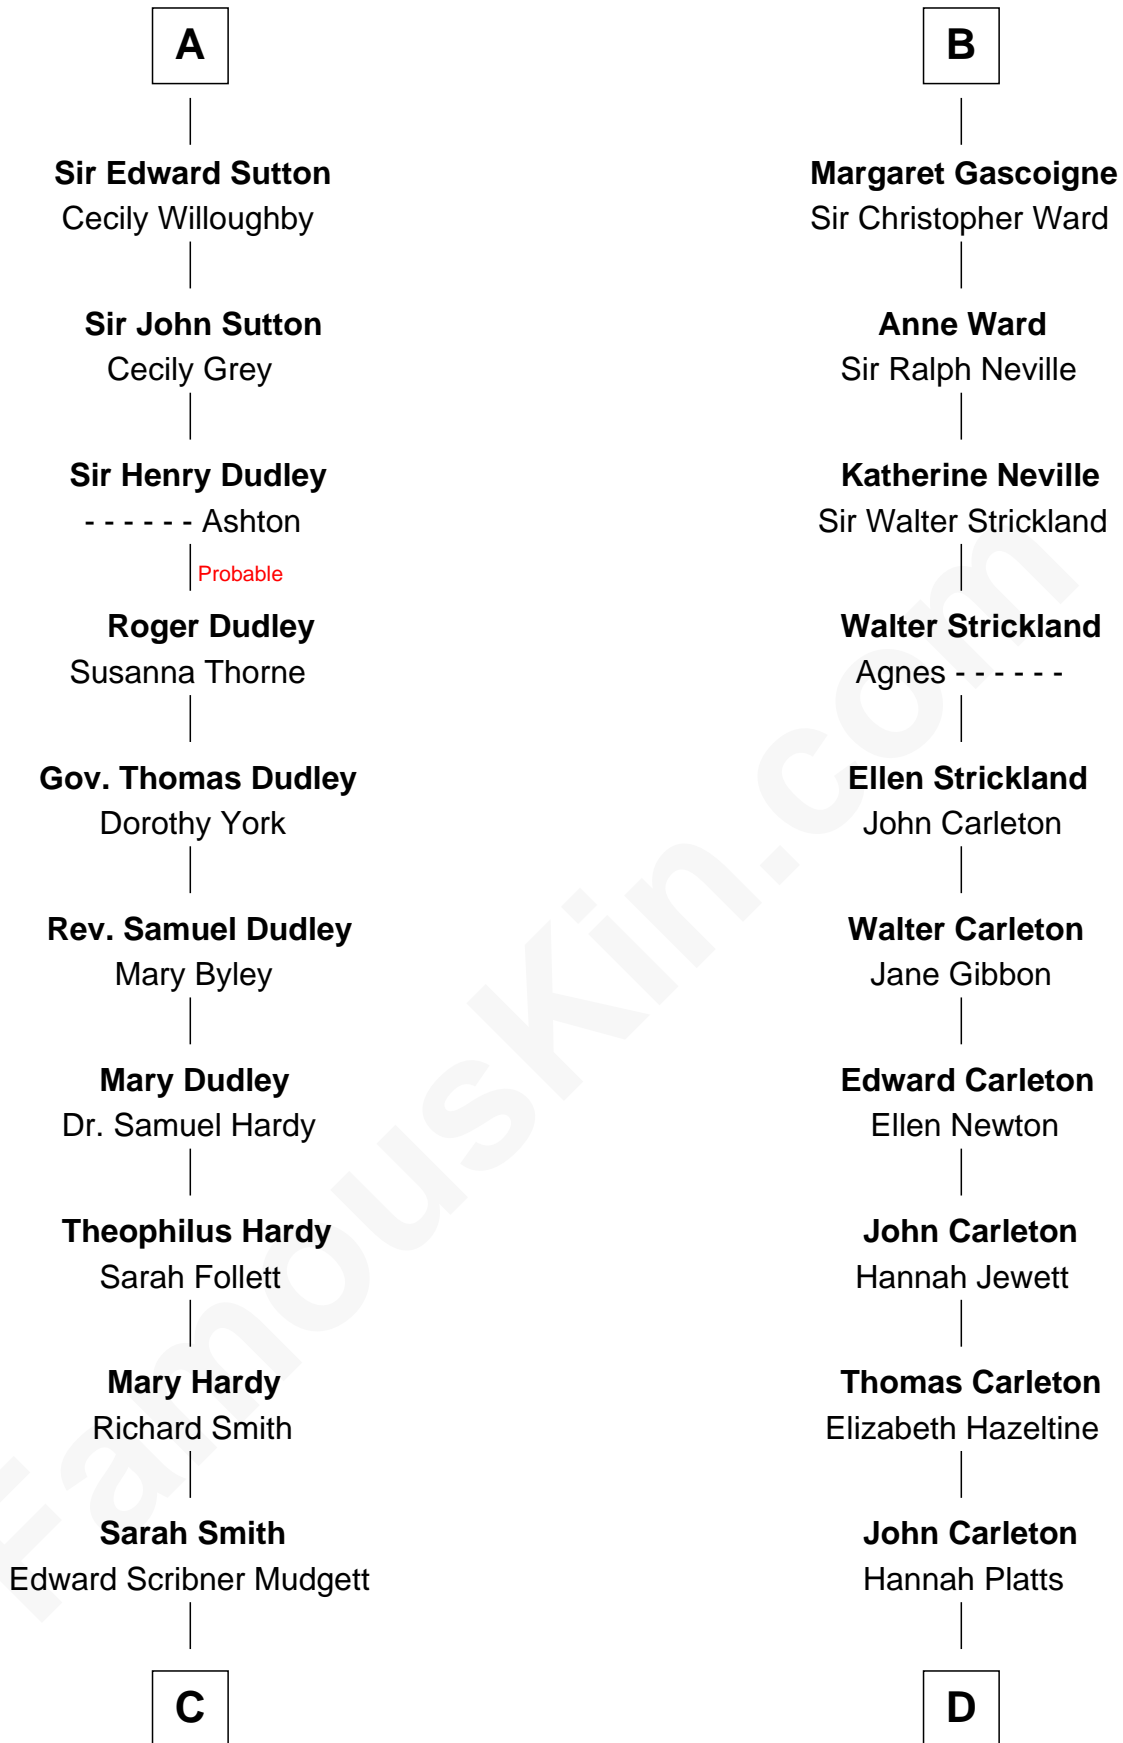 A
Sir Edward Sutton
Cecily Willoughby
Sir John Sutton
Cecily Grey
Sir Henry Dudley
- - - - - - Ashton
Probable
Roger Dudley
Susanna Thorne
Gov. Thomas Dudley
Dorothy York
Rev. Samuel Dudley
Mary Byley
Mary Dudley
Dr. Samuel Hardy
Theophilus Hardy
Sarah Follett
Mary Hardy
Richard Smith
Sarah Smith
Edward Scribner Mudgett
C
B
Margaret Gascoigne
Sir Christopher Ward
Anne Ward
Sir Ralph Neville
Katherine Neville
Sir Walter Strickland
Walter Strickland
Agnes - - - - - -
Ellen Strickland
John Carleton
Walter Carleton
Jane Gibbon
Edward Carleton
Ellen Newton
John Carleton
Hannah Jewett
Thomas Carleton
Elizabeth Hazeltine
John Carleton
Hannah Platts
D
FamousKin.com